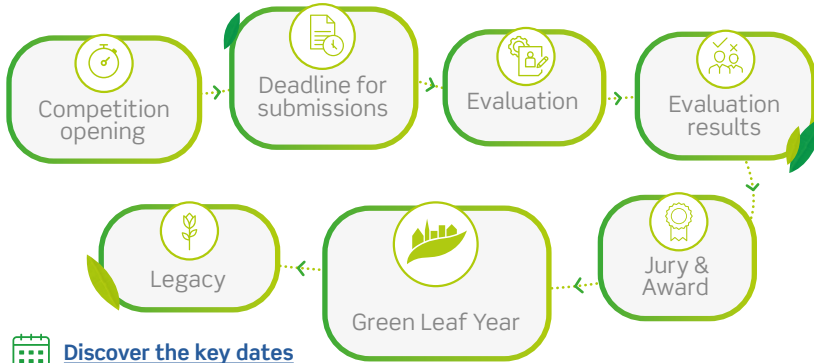 Competition
opening
Deadline for
submissions
Evaluation
Evaluation
results
Jury &
Award
Green Leaf Year
Legacy
Discover the key dates